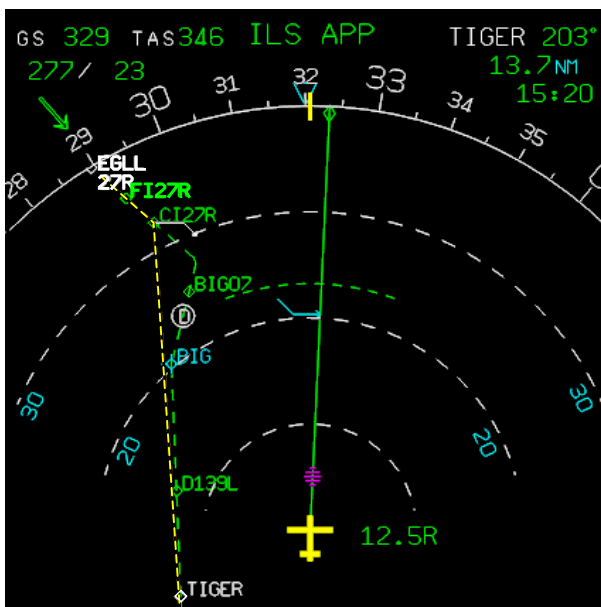 GS 329 TAS346 ILS APP TIGER 203°
277/ 23 13.7NM
15:20
28 29 30 31 32 33 34 35 0
EGLL
27R
FI27R
CI27R
BIG07
D
BIG
30 30
20 20
D139L
12.5R
TIGER